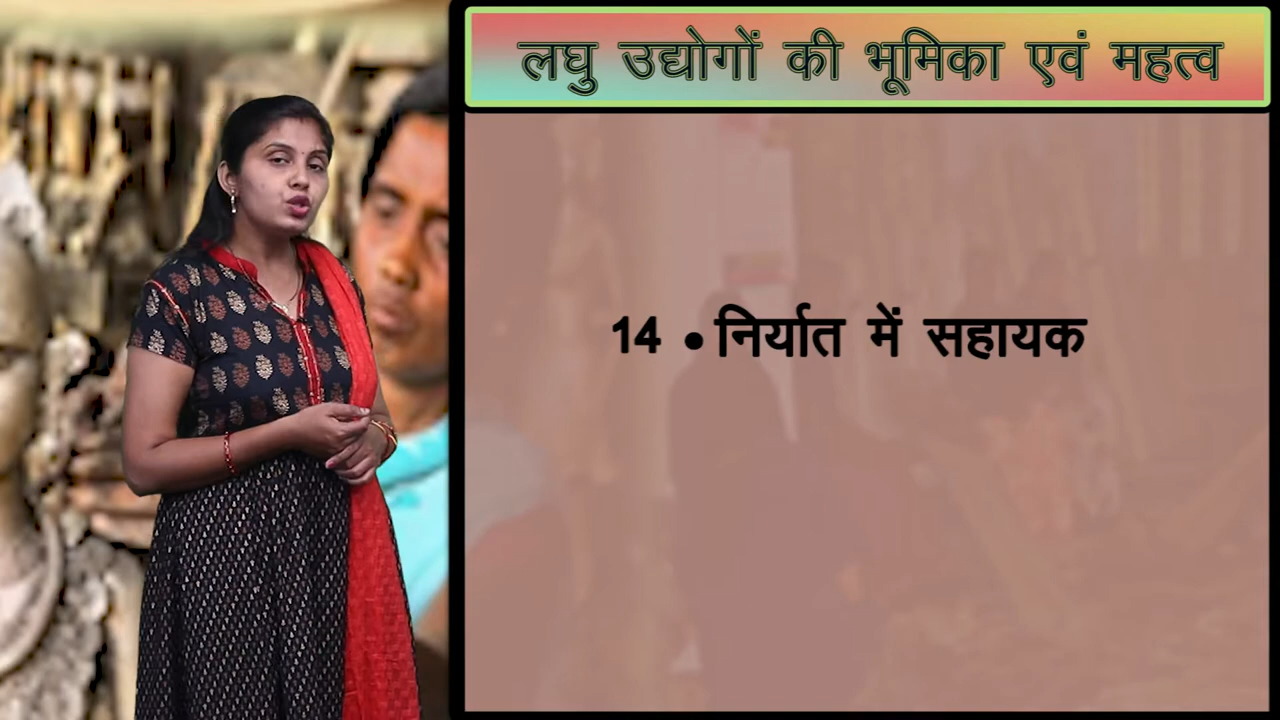 लघु उद्योगों की भूमिका एवं महत्व
14 • निर्यात में सहायक